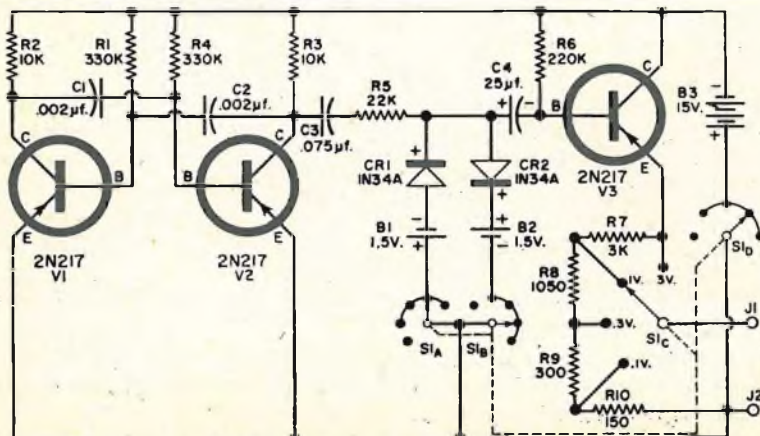 R2
10K
R1
330K
R4
330K
R3
10K
C1
.002µf.
C2
.002µf.
C3
.075µf.
R5
22K
C4
25µf.
+
-
R6
220K
B
C
E
2N217
V3
B3
15V.
-
+
C
B
E
2N217
V1
C
B
E
2N217
V2
+
CR1
1N34A
CR2
1N34A
+
-
B1
1.5V.
+
+
B2
1.5V.
-
R7
3K
R8
1050
1V.
3V.
.3V.
S1C
S1D
J1
S1A
S1B
R9
300
.1V.
R10
150
J2